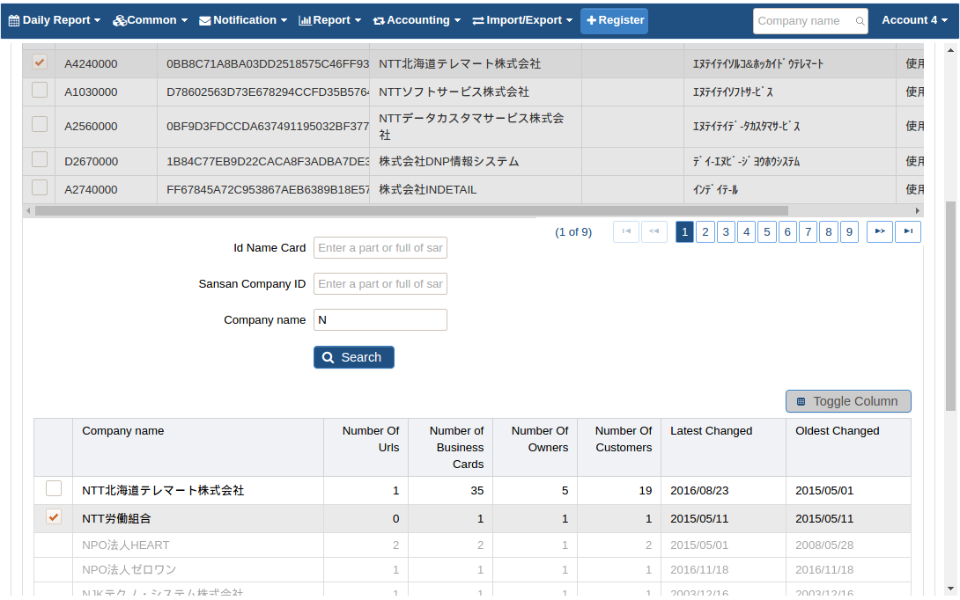 Daily Report Common Notification Report Accounting Import/Export Register Company name Account 4
A4240000 0BB8C71A8BA03DD2518575C46FF93 NTT北海道テレマート株式会社 ｴﾇﾃｲﾃｲｿﾙｺ&ﾎｯｶｲﾄﾞｳﾃﾚﾏｰﾄ 使用
A1030000 D78602563D73E678294CCFD35B576 NTTソフトサービス株式会社 ｴﾇﾃｲﾃｲｿﾌﾄｻｰﾋﾞｽ 使用
A2560000 0BF9D3FDCCDA637491195032BF377 NTTデータカスタマサービス株式会
社 ｴﾇﾃｲﾃｲﾃﾞｰﾀｶｽﾀﾏｻｰﾋﾞｽ 使用
D2670000 1B84C77EB9D22CACA8F3ADBA7DE3 株式会社DNP情報システム ﾃﾞｲｰｴﾇﾋﾟｰｼﾞﾖｳﾎｳｼｽﾃﾑ 使用
A2740000 FF67845A72C953867AEB6389B18E57 株式会社INDETAIL ｲﾝﾃﾞｲﾃｰﾙ 使用
(1 of 9) 1 2 3 4 5 6 7 8 9
Id Name Card Enter a part or full of sar
Sansan Company ID Enter a part or full of sar
Company name N
Search
Toggle Column
Company name Number Of Number of Number Of Number Of Latest Changed Oldest Changed
Urls Business Owners Customers
Cards
NTT北海道テレマート株式会社 1 35 5 19 2016/08/23 2015/05/01
NTT労働組合 0 1 1 1 2015/05/11 2015/05/11
NPO法人HEART 2 2 1 2 2015/05/01 2008/05/28
NPO法人ゼロワン 1 1 1 1 2016/11/18 2016/11/18
NJKテクノ・システム株式会社 1 1 1 1 2003/12/16 2003/12/16